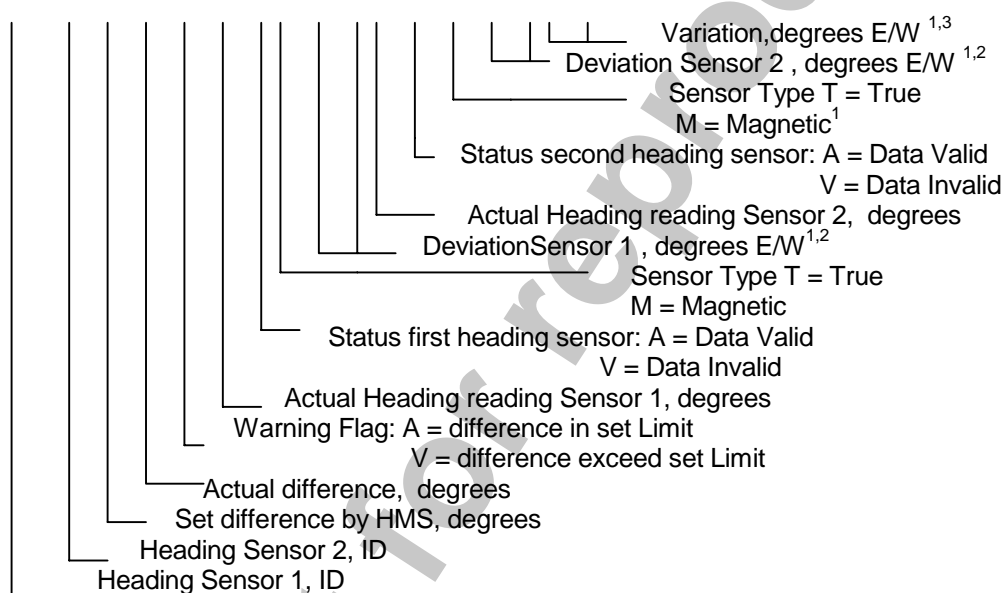 Variation,degrees E/W 1,3
Deviation Sensor 2 , degrees E/W 1,2
Sensor Type T = True
M = Magnetic1
Status second heading sensor: A = Data Valid
V = Data Invalid
Actual Heading reading Sensor 2, degrees
DeviationSensor 1 , degrees E/W1,2
Sensor Type T = True
M = Magnetic
Status first heading sensor: A = Data Valid
V = Data Invalid
Actual Heading reading Sensor 1, degrees
Warning Flag: A = difference in set Limit
V = difference exceed set Limit
Actual difference, degrees
Set difference by HMS, degrees
Heading Sensor 2, ID
Heading Sensor 1, ID
for repro